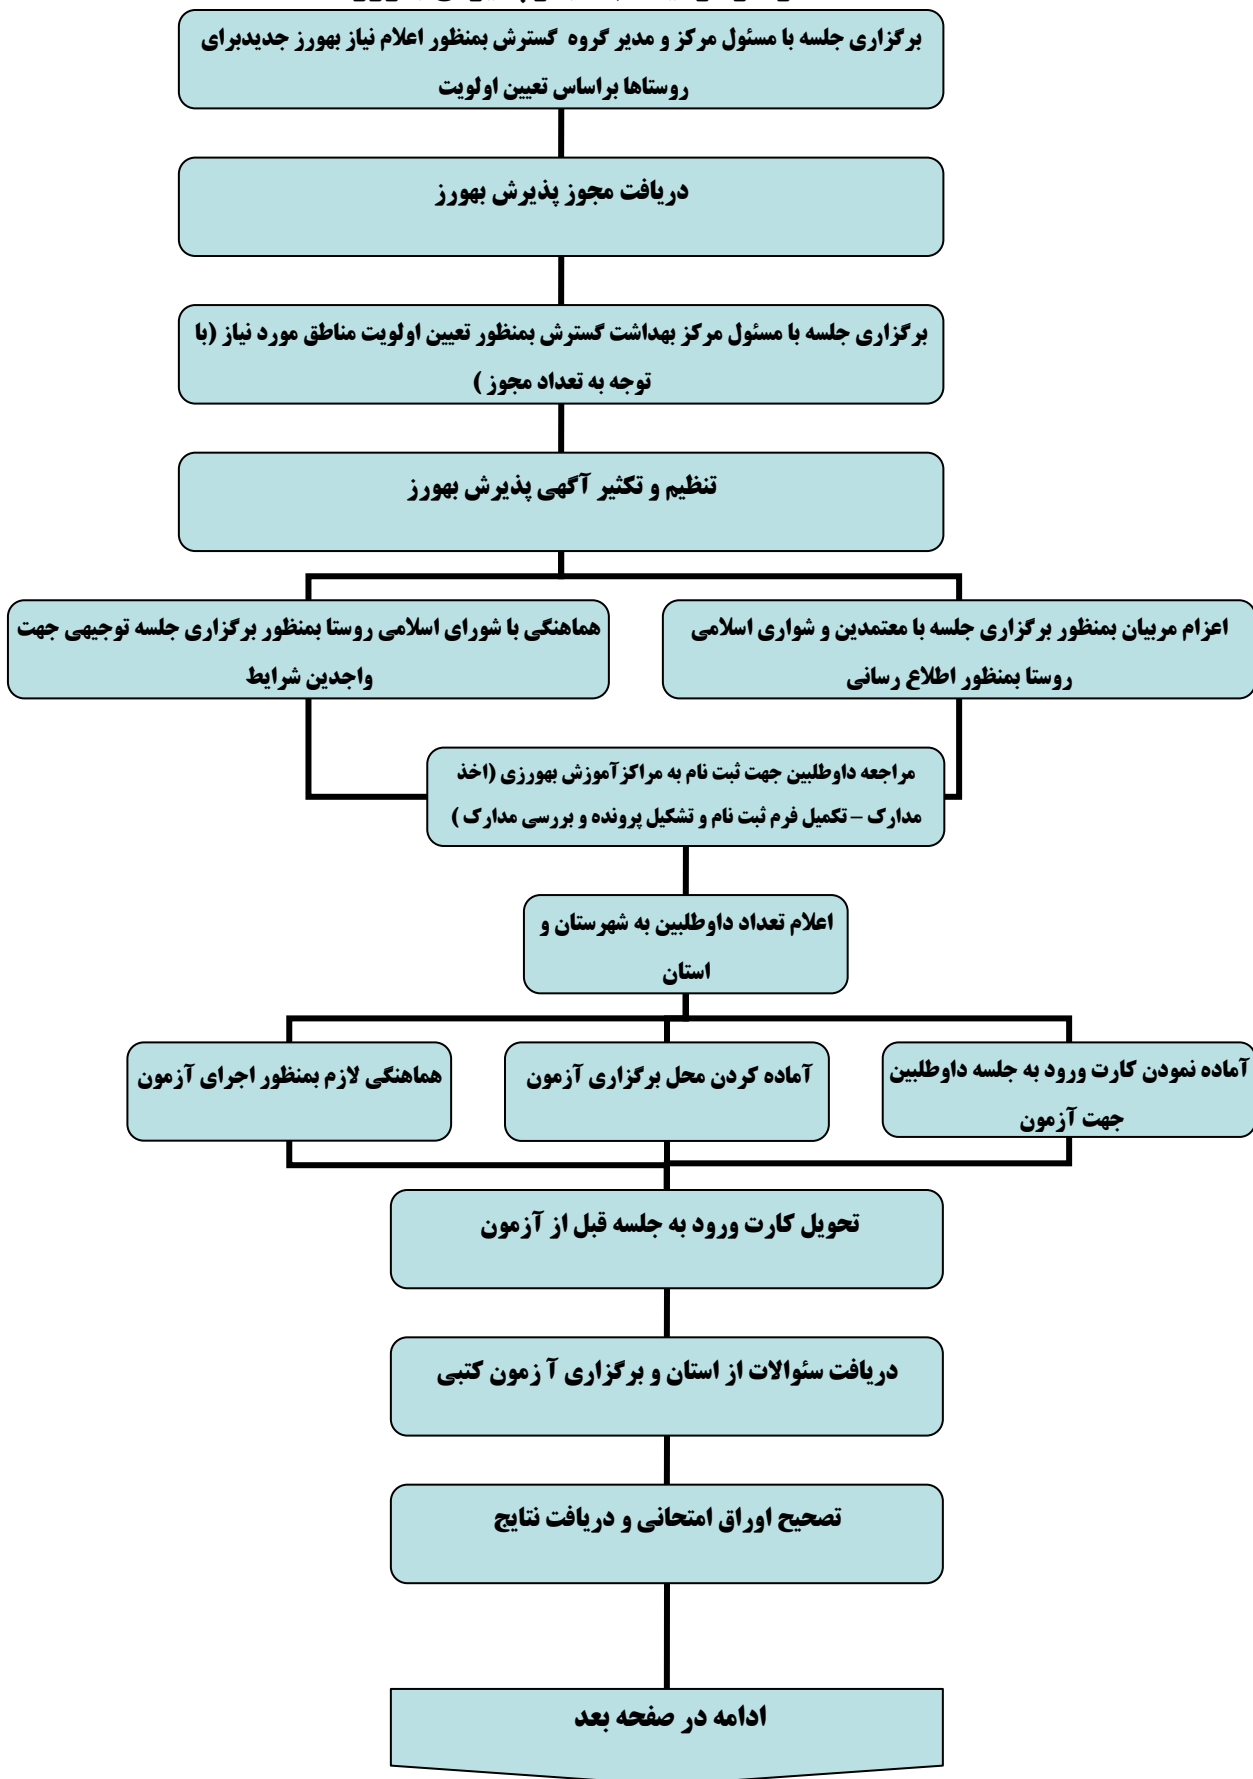 برگزاری جلسه با مسئول مرکز و مدیر گروه گسترش بمنظور اعلام نیاز بهورز جدیدبرای
روستاها براساس تعیین اولویت
دریافت مجوز پذیرش بهورز
برگزاری جلسه با مسئول مرکز بهداشت گسترش بمنظور تعیین اولویت مناطق مورد نیاز (با
توجه به تعداد مجوز )
تنظیم و تکثیر آگهی پذیرش بهورز
اعزام مربیان بمنظور برگزاری جلسه با معتمدین و شواری اسلامی
روستا بمنظور اطلاع رسانی
هماهنگی با شورای اسلامی روستا بمنظور برگزاری جلسه توجیهی جهت
واجدین شرایط
مراجعه داوطلبین جهت ثبت نام به مراکزآموزش بهورزی (اخذ
مدارک – تکمیل فرم ثبت نام و تشکیل پرونده و بررسی مدارک )
اعلام تعداد داوطلبین به شهرستان و
استان
آماده نمودن کارت ورود به جلسه داوطلبین
جهت آزمون
آماده کردن محل برگزاری آزمون
هماهنگی لازم بمنظور اجرای آزمون
تحویل کارت ورود به جلسه قبل از آزمون
دریافت سئوالات از استان و برگزاری آ زمون کتبی
تصحیح اوراق امتحانی و دریافت نتایج
ادامه در صفحه بعد